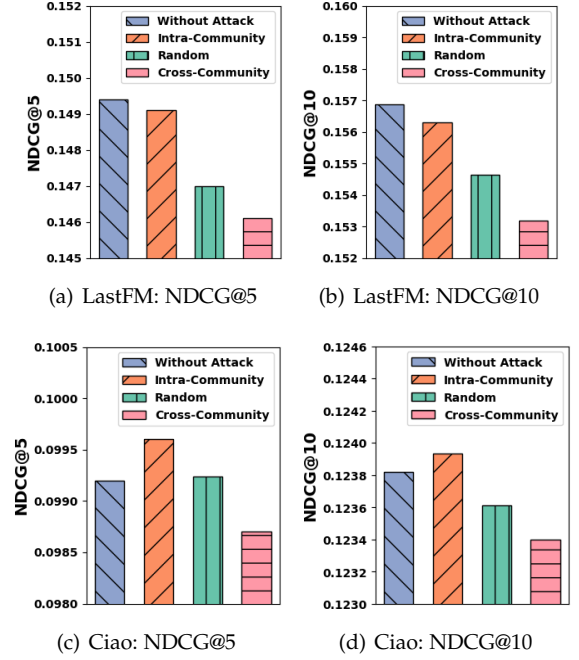 0.152
0.151
0.150
0.149
0.148
0.147
0.146
0.145
NDCG@5
Without Attack
Intra-Community
Random
Cross-Community
(a) LastFM: NDCG@5
0.160
0.159
0.158
0.157
0.156
0.155
0.154
0.153
0.152
NDCG@10
Without Attack
Intra-Community
Random
Cross-Community
(b) LastFM: NDCG@10
0.1005
0.1000
0.0995
0.0990
0.0985
0.0980
NDCG@5
Without Attack
Intra-Community
Random
Cross-Community
(c) Ciao: NDCG@5
0.1246
0.1244
0.1242
0.1240
0.1238
0.1236
0.1234
0.1232
0.1230
NDCG@10
Without Attack
Intra-Community
Random
Cross-Community
(d) Ciao: NDCG@10